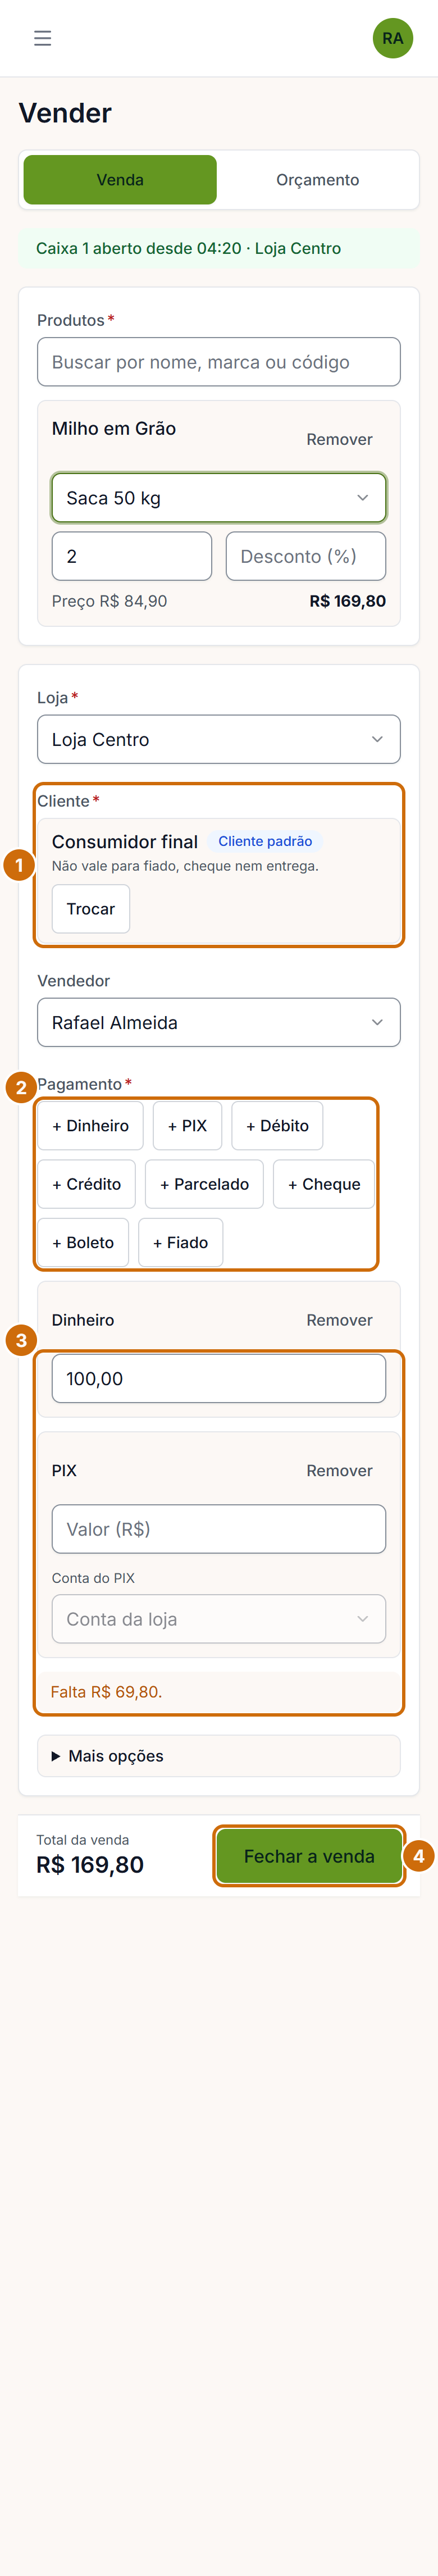 RA
Vender
Venda
Orçamento
Caixa 1 aberto desde 04:20 · Loja Centro
Produtos *
Buscar por nome, marca ou código
Milho em Grão
Remover
Saca 50 kg
2
Desconto (%)
Preço R$ 84,90
R$ 169,80
Loja *
Loja Centro
Cliente *
1
Consumidor final
Cliente padrão
Não vale para fiado, cheque nem entrega.
Trocar
Vendedor
Rafael Almeida
2
Pagamento *
+ Dinheiro
+ PIX
+ Débito
+ Crédito
+ Parcelado
+ Cheque
+ Boleto
+ Fiado
3
Dinheiro
Remover
100,00
PIX
Remover
Valor (R$)
Conta do PIX
Conta da loja
Falta R$ 69,80.
Mais opções
Total da venda
R$ 169,80
Fechar a venda
4